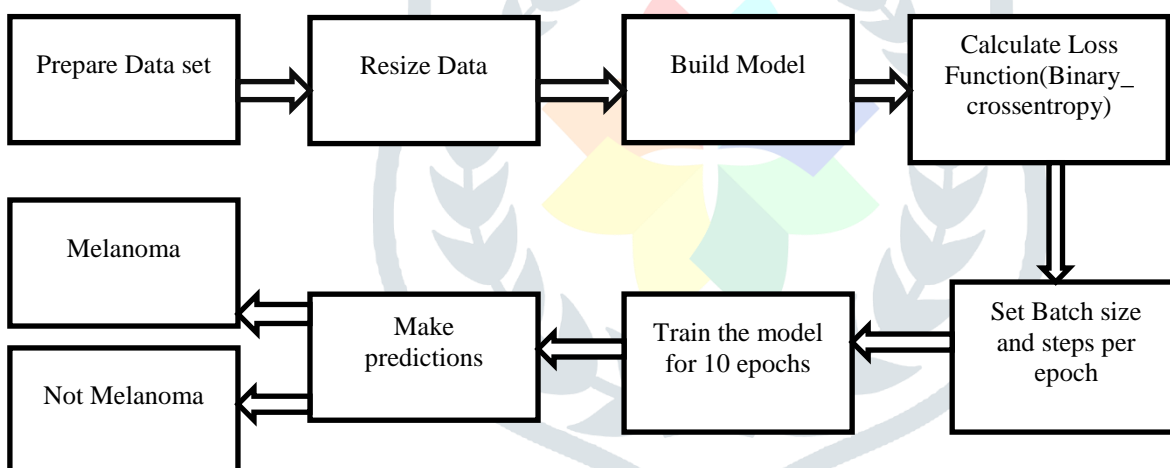 Prepare Data set
Resize Data
Build Model
Calculate Loss
Function(Binary_
crossentropy)
Set Batch size
and steps per
epoch
Train the model
for 10 epochs
Make
predictions
Melanoma
Not Melanoma